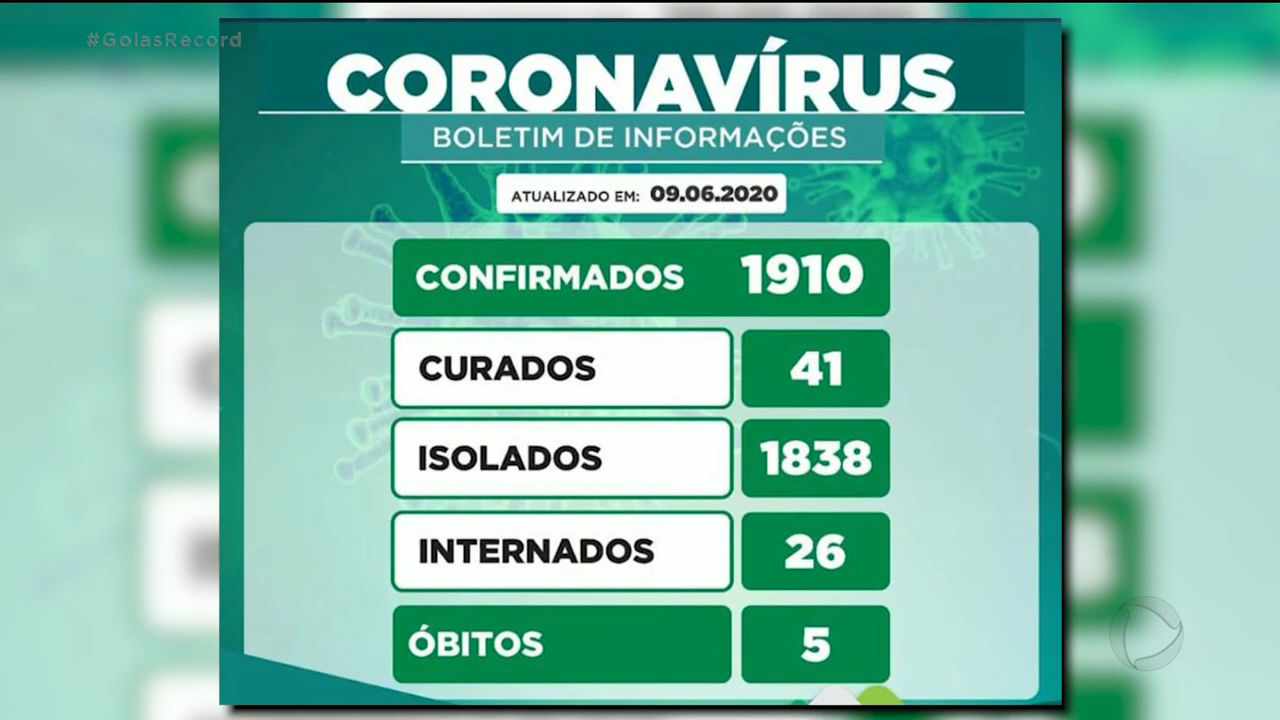 #GoiasRecord
CORONAVÍRUS
BOLETIM DE INFORMAÇÕES
ATUALIZADO EM: 09.06.2020
CONFIRMADOS 1910
CURADOS 41
ISOLADOS 1838
INTERNADOS 26
ÓBITOS 5